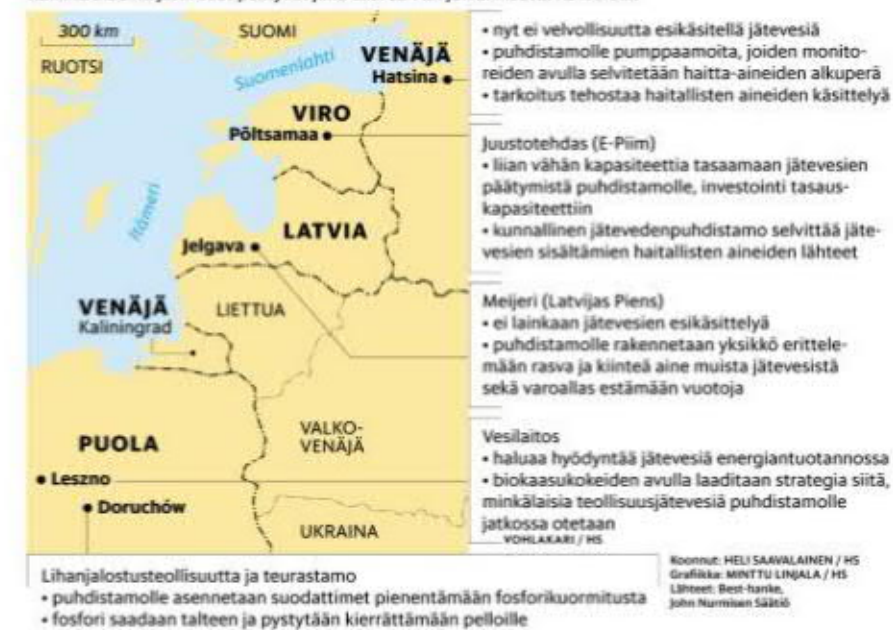 300 km
SUOMI
RUOTSI
Suomenlahti
VENÄJÄ
Hatsina
VIRO
Põltsamaa
Itämeri
LATVIA
Jelgava
VENÄJÄ
Kaliningrad
LIETTUA
PUOLA
VALKO-
VENÄJÄ
Leszno
Doruchów
UKRAINA
• nyt ei velvollisuutta esikäsitellä jätevesiä
• puhdistamolle pumppaamoita, joiden monito-
reiden avulla selvitetään haitta-aineiden alkuperä
• tarkoitus tehostaa haitallisten aineiden käsittelyä
Juustotehdas (E-Piim)
• liian vähän kapasiteettia tasaamaan jätevesien
päätymistä puhdistamolle, investointi tasaus-
kapasiteettiin
• kunnallinen jätevedenpuhdistamo selvittää jäte-
vesien sisältämien haitallisten aineiden lähteet
Meijeri (Latvijas Piens)
• ei lainkaan jätevesien esikäsittelyä
• puhdistamolle rakennetaan yksikkö erittele-
mään rasva ja kiinteä aine muista jätevesistä
sekä varoallas estämään vuotoja
Vesilaitos
• haluaa hyödyntää jätevesiä energiantuotannossa
• biokaasukokeiden avulla laaditaan strategia siitä,
minkälaisia teollisuusjätevesiä puhdistamolle
jatkossa otetaan
VOHLAKARI / HS
Lihanjalostusteollisuutta ja teurastamo
• puhdistamolle asennetaan suodattimet pienentämään fosforikuormitusta
• fosfori saadaan talteen ja pystytään kierrättämään pelloille
Koonnut: HELI SAAVALAINEN / HS
Grafiikka: MINTTU LINJALA / HS
Lähteet: Best-hanke,
John Nurmisen Säätiö